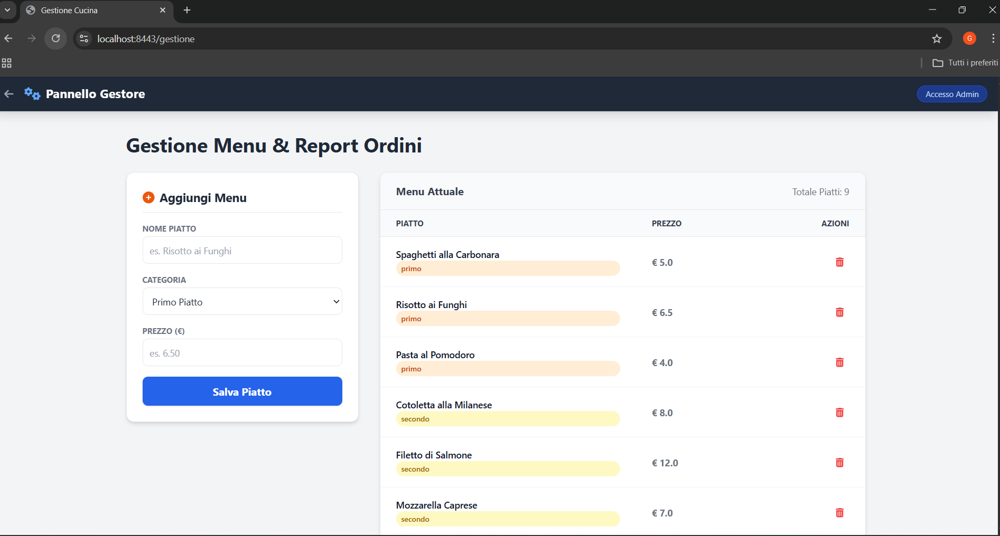 Gestione Cucina
localhost:8443/gestione
G
Tutti i preferiti
Pannello Gestore
Accesso Admin
Gestione Menu & Report Ordini
Aggiungi Menu
NOME PIATTO
es. Risotto ai Funghi
CATEGORIA
Primo Piatto
PREZZO (€)
es. 6.50
Salva Piatto
Menu Attuale
Totale Piatti: 9
PIATTO PREZZO AZIONI
Spaghetti alla Carbonara
primo
€ 5.0
Risotto ai Funghi
primo
€ 6.5
Pasta al Pomodoro
primo
€ 4.0
Cotoletta alla Milanese
secondo
€ 8.0
Filetto di Salmone
secondo
€ 12.0
Mozzarella Caprese
secondo
€ 7.0